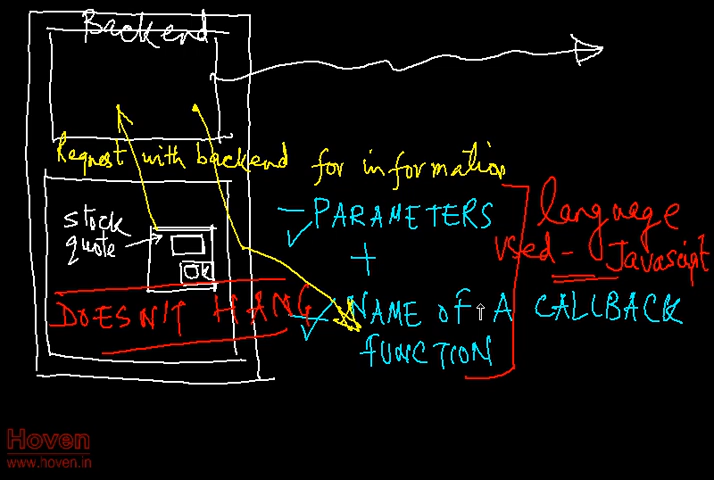 Backend
Request with backend for information
stock
quote
OK
DOESN'T HANG
- PARAMETERS
+
- NAME OF A CALLBACK
FUNCTION
language
used - Javascript
Hoven
www.hoven.in